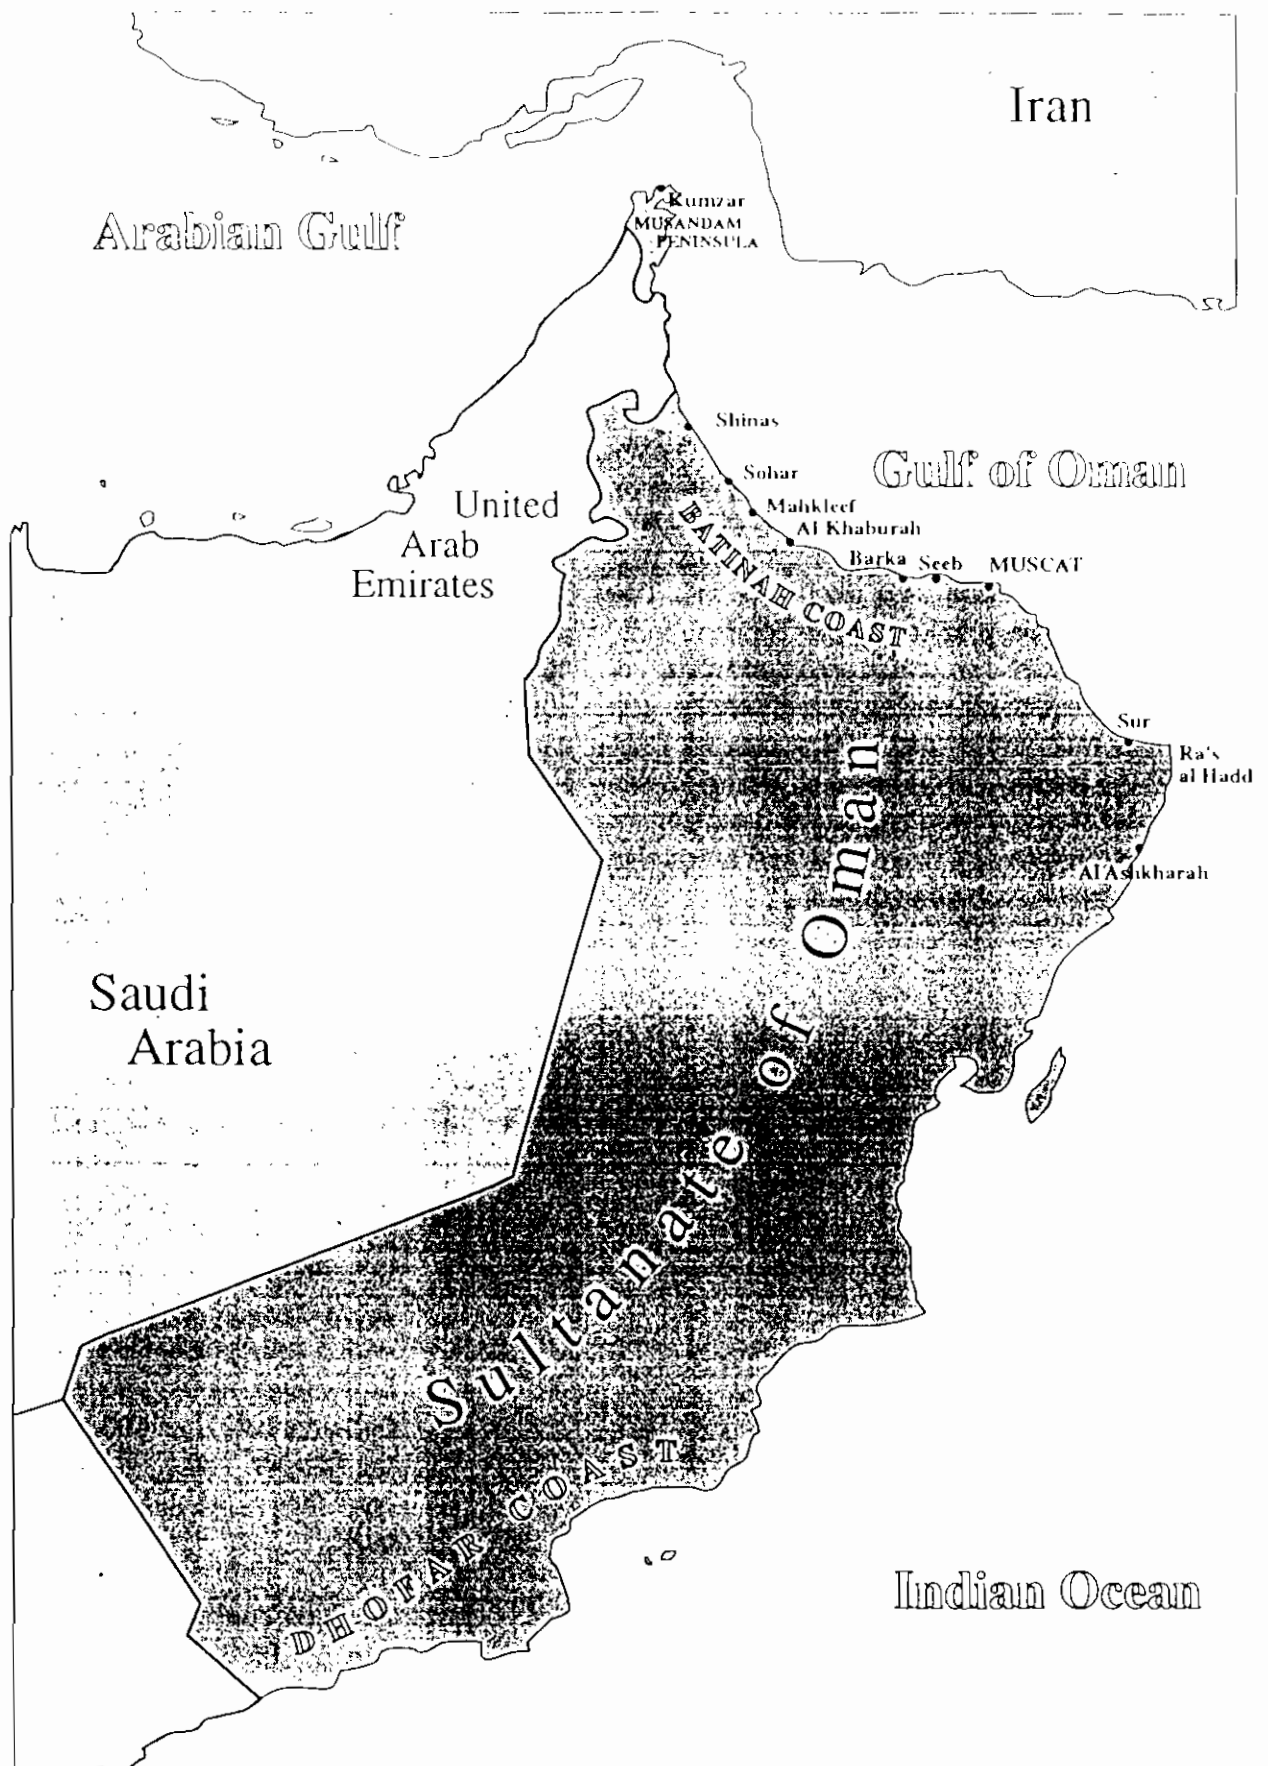 Iran
Kumzar
MUSANDAM
PENINSULA
Arabian Gulf
Shinas
Gulf of Oman
Sohar
Mahkleef
Al Khaburah
United
Arab
Emirates
Barka
Seeb
MUSCAT
BATINAH COAST
Sur
Ra's
al Hadd
Al Ashkharah
Saudi
Arabia
Sultanate of Oman
DHOFAR COAST
Indian Ocean